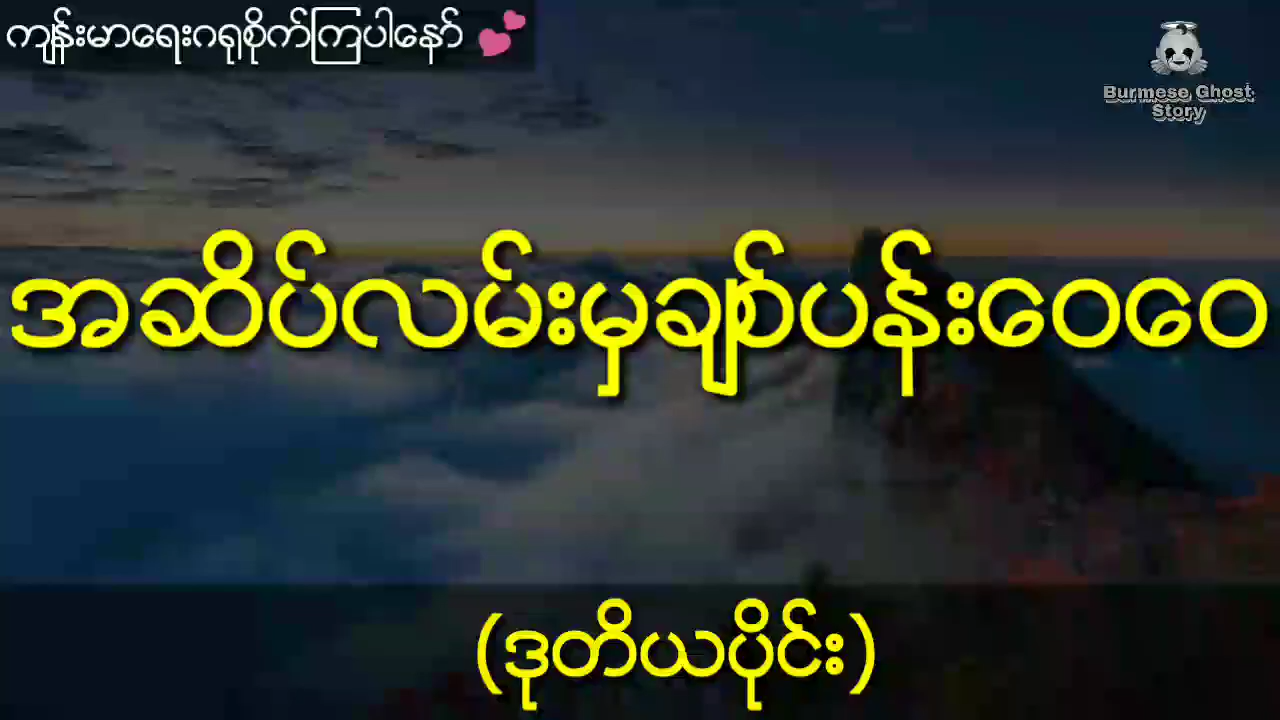 ကျန်းမာရေးဂရုစိုက်ကြပါနော် 💕
Burmese Ghost
Story
အဆိပ်လမ်းမှချစ်ပန်းဝေဝေ
(ဒုတိယပိုင်း)